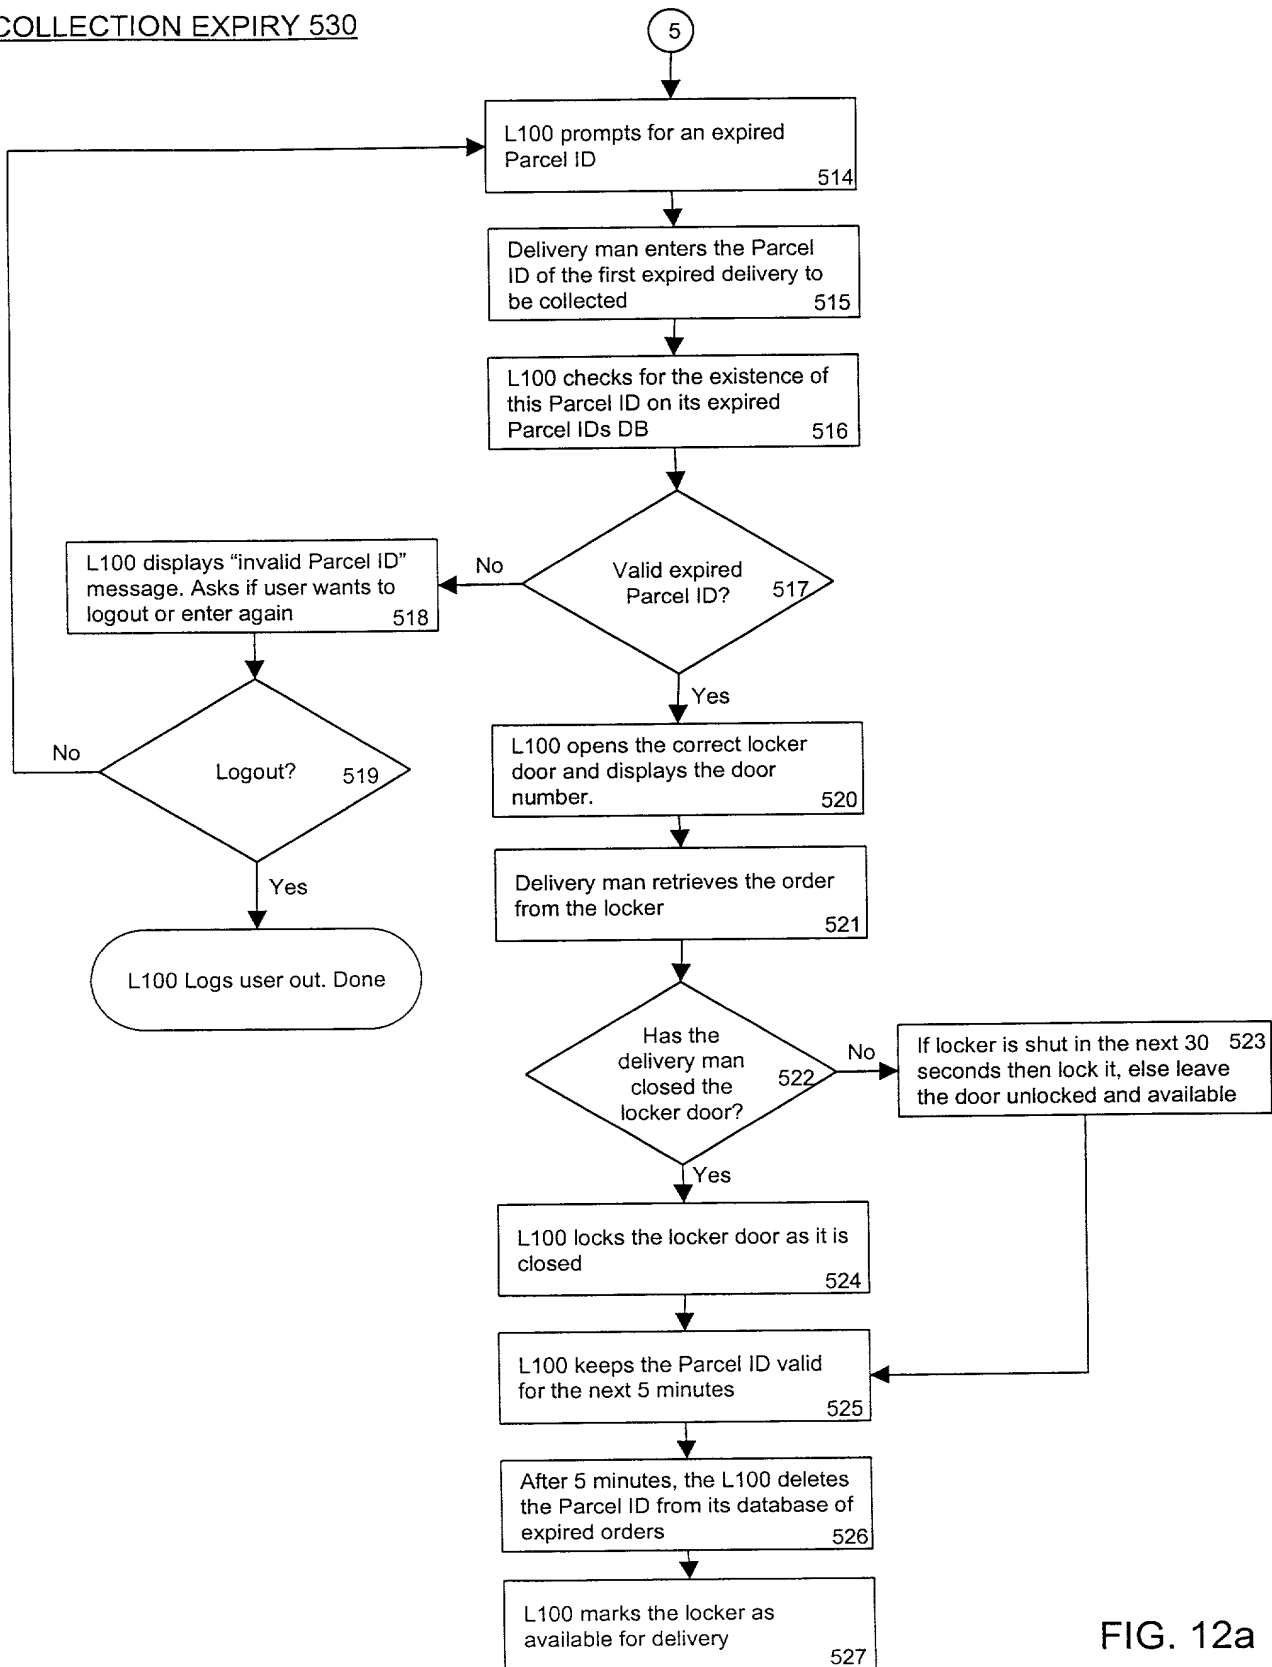 COLLECTION EXPIRY 530
5
L100 prompts for an expired
Parcel ID
514
Delivery man enters the Parcel
ID of the first expired delivery to
be collected
515
L100 checks for the existence of
this Parcel ID on its expired
Parcel IDs DB
516
Valid expired
Parcel ID?
517
No
L100 displays “invalid Parcel ID”
message. Asks if user wants to
logout or enter again
518
Logout?
519
No
Yes
L100 Logs user out. Done
Yes
L100 opens the correct locker
door and displays the door
number.
520
Delivery man retrieves the order
from the locker
521
Has the
delivery man
closed the
locker door?
522
No
If locker is shut in the next 30
seconds then lock it, else leave
the door unlocked and available
523
Yes
L100 locks the locker door as it is
closed
524
L100 keeps the Parcel ID valid
for the next 5 minutes
525
After 5 minutes, the L100 deletes
the Parcel ID from its database of
expired orders
526
L100 marks the locker as
available for delivery
527
FIG. 12a